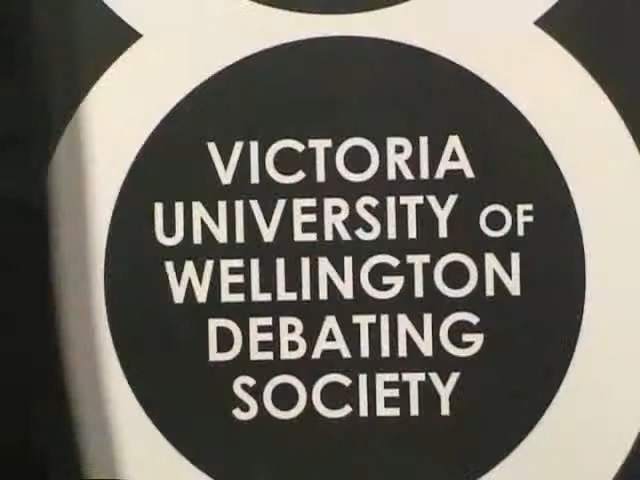 VICTORIA
UNIVERSITY OF
WELLINGTON
DEBATING
SOCIETY